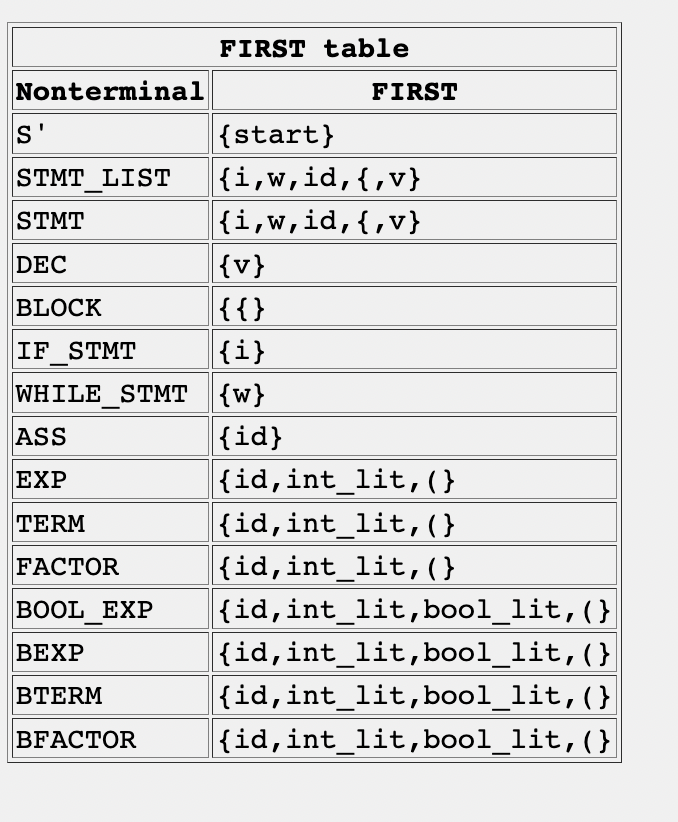 FIRST table
Nonterminal FIRST
S' {start}
STMT_LIST {i,w,id,{,v}
STMT {i,w,id,{,v}
DEC {v}
BLOCK {{}
IF_STMT {i}
WHILE_STMT {w}
ASS {id}
EXP {id,int_lit,(}
TERM {id,int_lit,(}
FACTOR {id,int_lit,(}
BOOL_EXP {id,int_lit,bool_lit,(}
BEXP {id,int_lit,bool_lit,(}
BTERM {id,int_lit,bool_lit,(}
BFACTOR {id,int_lit,bool_lit,(}